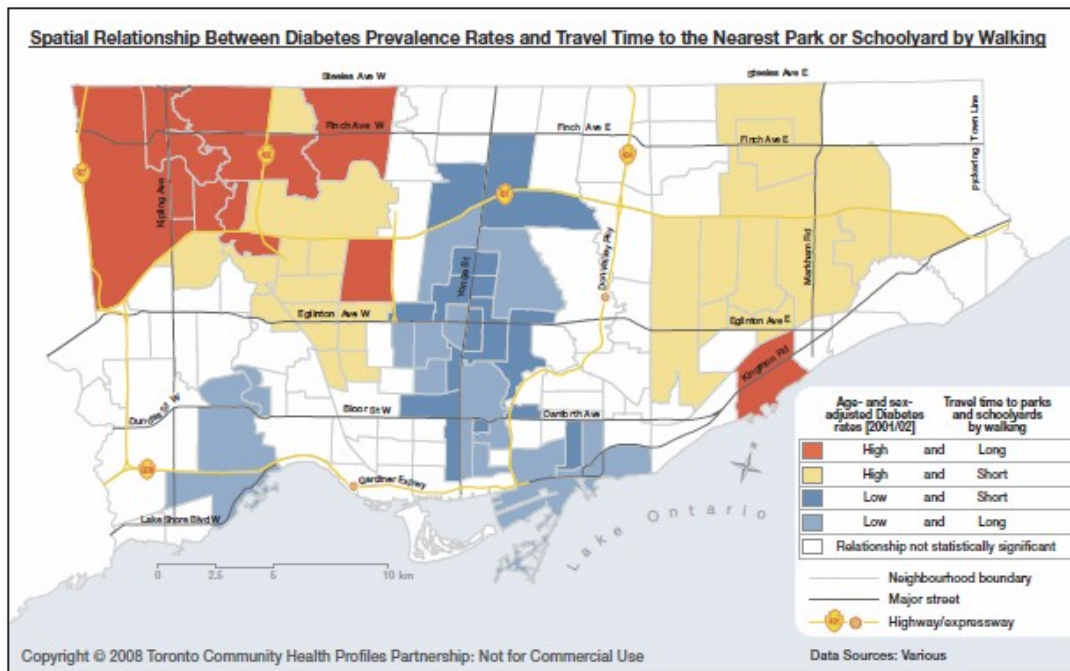 Spatial Relationship Between Diabetes Prevalence Rates and Travel Time to the Nearest Park or Schoolyard by Walking
Steeles Ave W
Steeles Ave E
Finch Ave W
Finch Ave E
Finch Ave E
Pickering Town Line
Kipling Ave
401
Yonge St
Don Valley Pky
Markham Rd
Eglinton Ave W
Eglinton Ave E
Kingston Rd
Dundas St W
Bloor St W
Danforth Ave
Gardiner Expwy
Lake Shore Blvd W
Lake Ontario
N
0 2.5 5 10 km
Age- and sex-
adjusted Diabetes
rates [2001/02]
Travel time to parks
and schoolyards
by walking
High and Long
High and Short
Low and Short
Low and Long
Relationship not statistically significant
Neighbourhood boundary
Major street
401 Highway/expressway
Copyright © 2008 Toronto Community Health Profiles Partnership: Not for Commercial Use
Data Sources: Various